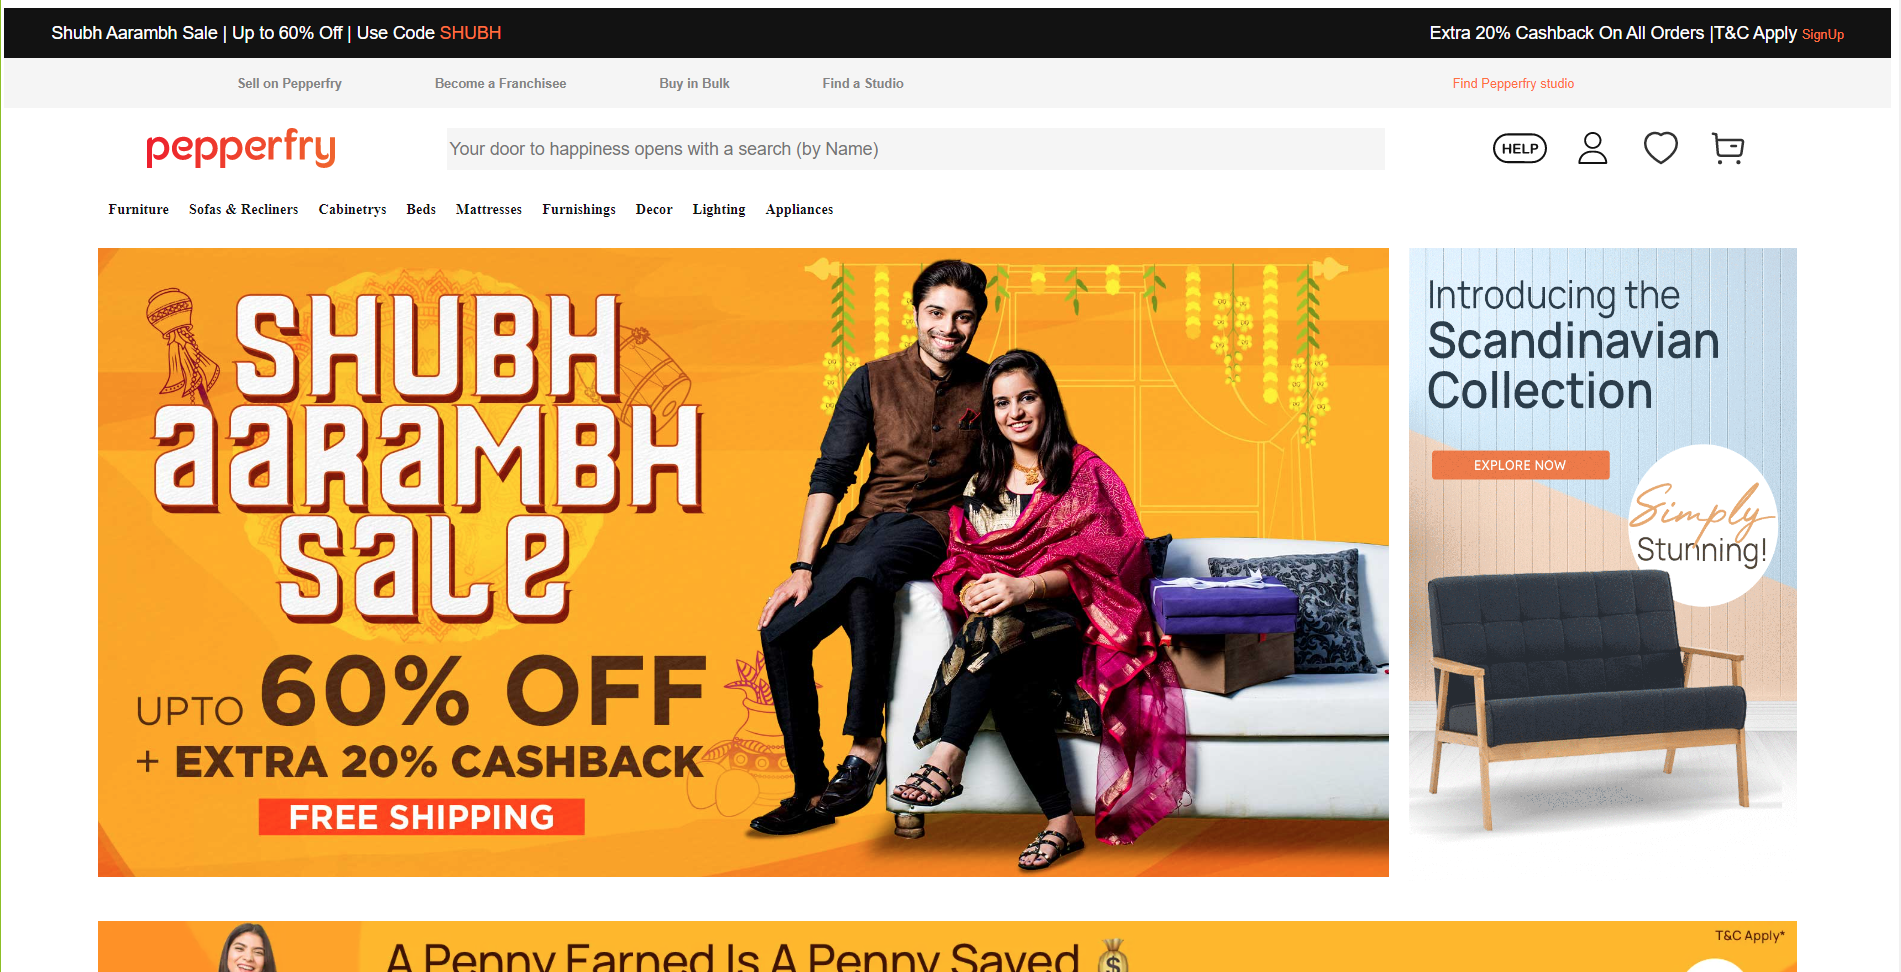 Shubh Aarambh Sale | Up to 60% Off | Use Code SHUBH
Extra 20% Cashback On All Orders |T&C Apply SignUp
Sell on Pepperfry
Become a Franchisee
Buy in Bulk
Find a Studio
Find Pepperfry studio
pepperfry
Your door to happiness opens with a search (by Name)
HELP
Furniture
Sofas & Recliners
Cabinetrys
Beds
Mattresses
Furnishings
Decor
Lighting
Appliances
SHUBH
aaRamBH
Sale
UPTO 60% OFF
+ EXTRA 20% CASHBACK
FREE SHIPPING
Introducing the
Scandinavian
Collection
EXPLORE NOW
Simply
Stunning!
A Penny Earned Is A Penny Saved
$
T&C Apply*